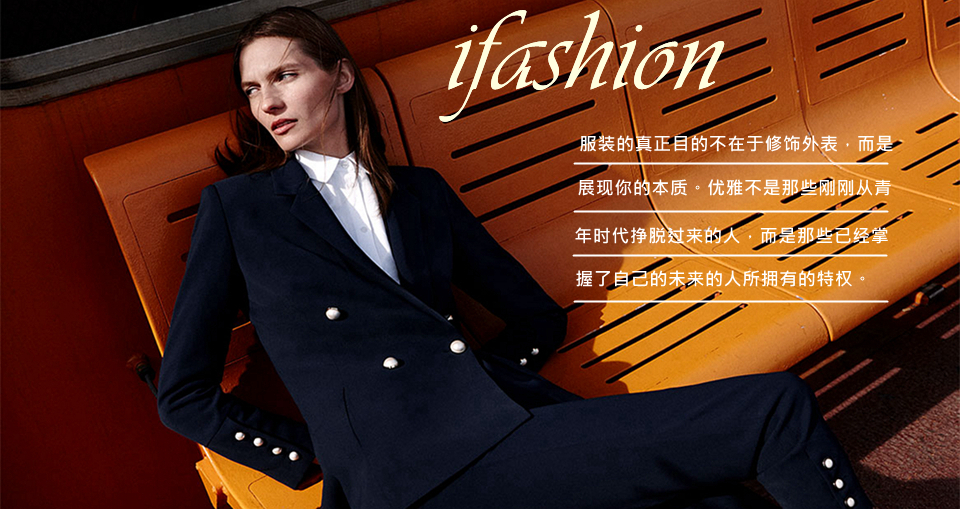 ifashion
服装的真正目的不在于修饰外表，而是
展现你的本质。优雅不是那些刚刚从青
年时代挣脱过来的人，而是那些已经掌
握了自己的未来的人所拥有的特权。